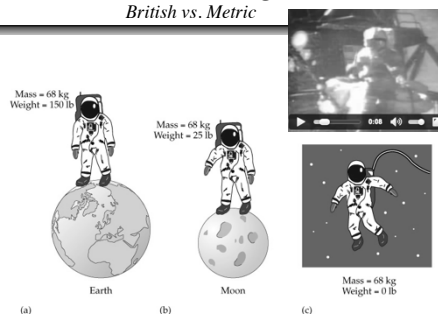 British vs. Metric
Mass = 68 kg
Weight = 150 lb
Mass = 68 kg
Weight = 25 lb
0:08
Earth
Moon
Mass = 68 kg
Weight = 0 lb
(a)
(b)
(c)